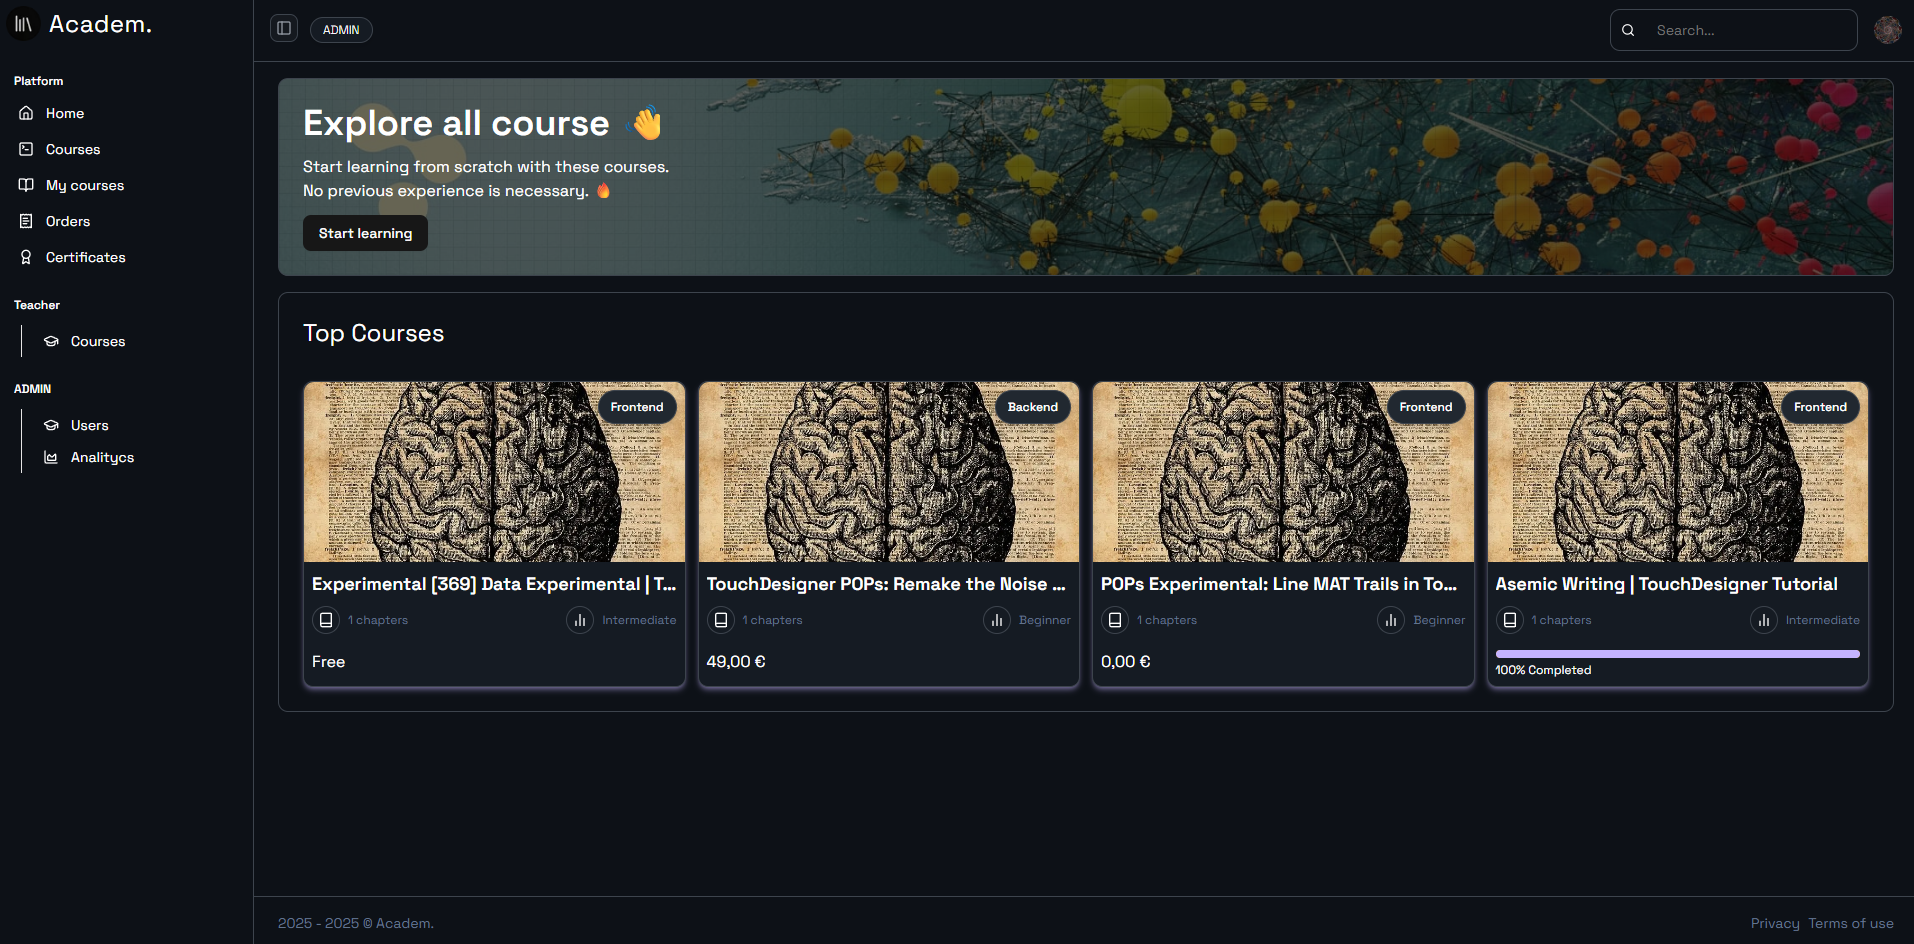 Academ.
Platform
Home
Courses
My courses
Orders
Certificates
Teacher
Courses
ADMIN
Users
Analitycs
ADMIN
Search...
Explore all course 👋
Start learning from scratch with these courses.
No previous experience is necessary. 🔥
Start learning
Top Courses
Frontend
Experimental [369] Data Experimental | T...
1 chapters
Intermediate
Free
Backend
TouchDesigner POPs: Remake the Noise ...
1 chapters
Beginner
49,00 €
Frontend
POPs Experimental: Line MAT Trails in To...
1 chapters
Beginner
0,00 €
Frontend
Asemic Writing | TouchDesigner Tutorial
1 chapters
Intermediate
100% Completed
2025 - 2025 © Academ.
Privacy Terms of use